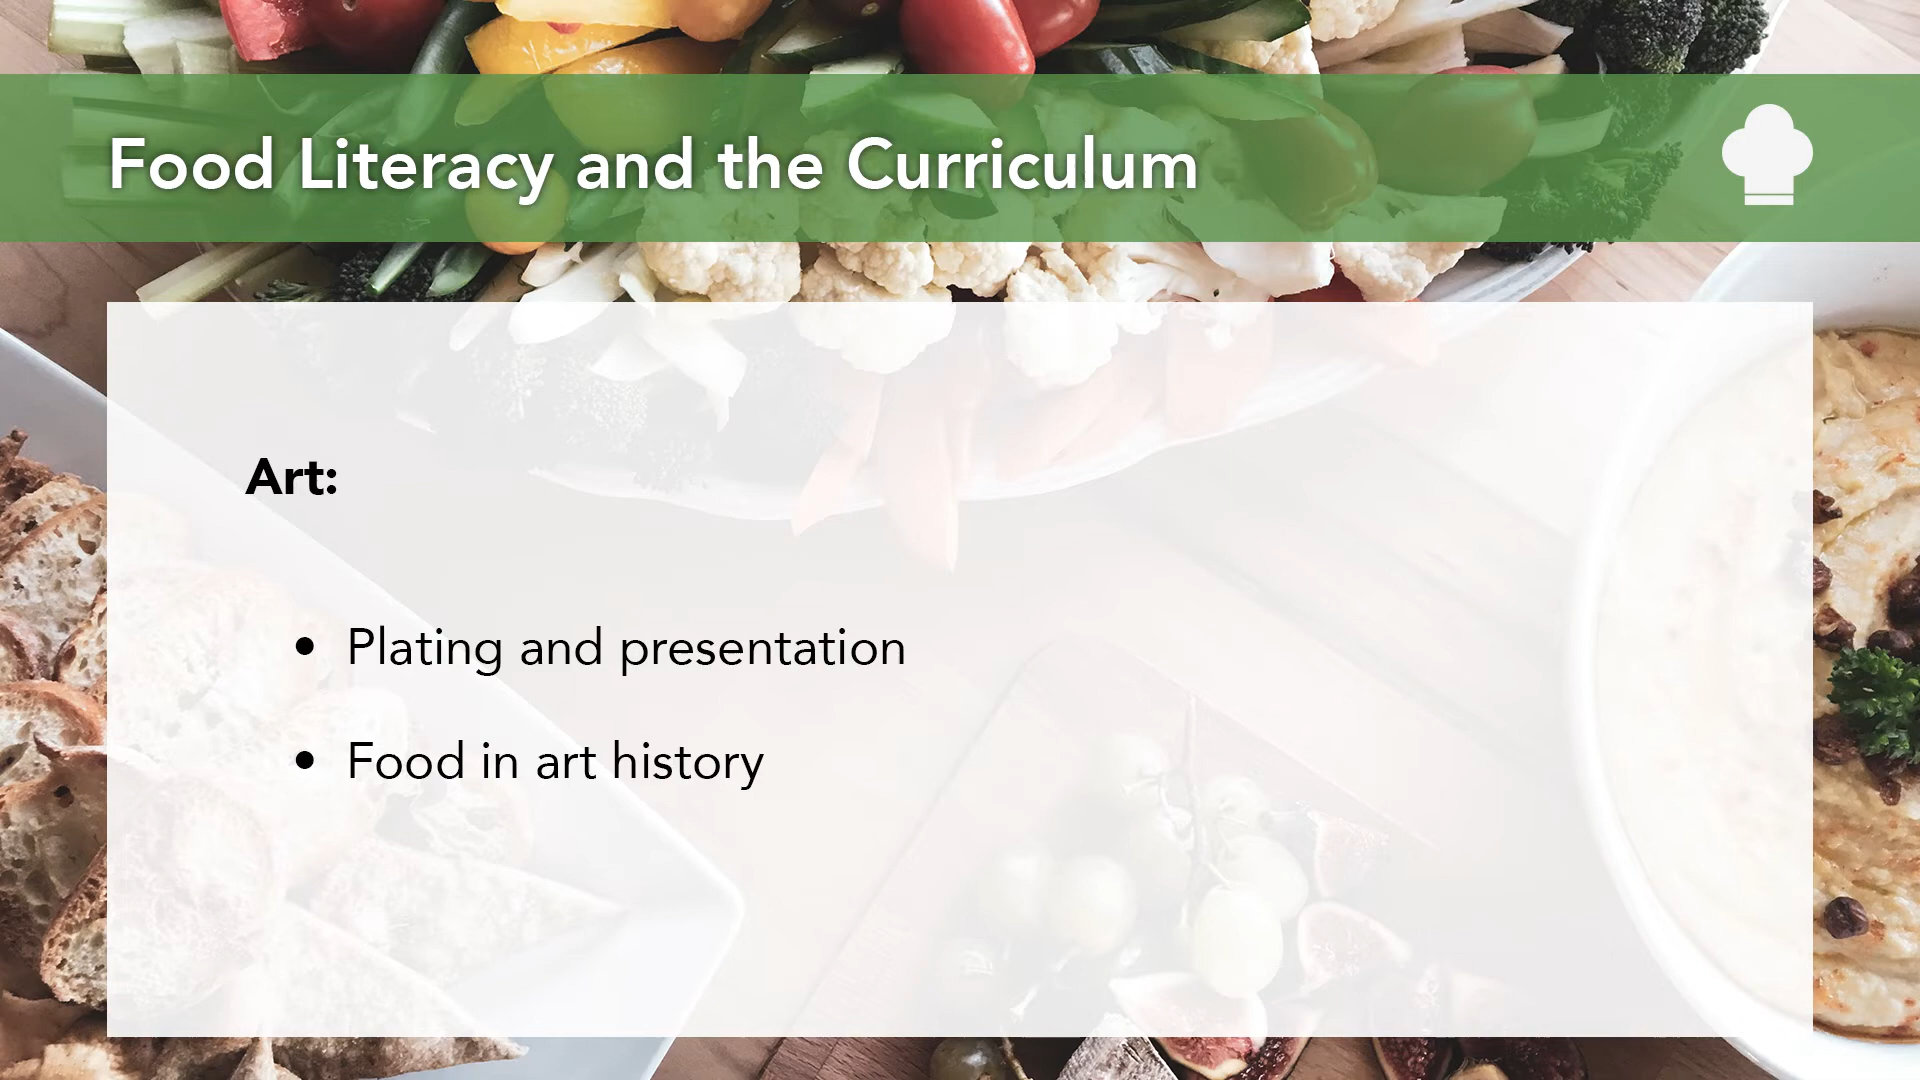 Food Literacy and the Curriculum
Art:
• Plating and presentation
• Food in art history